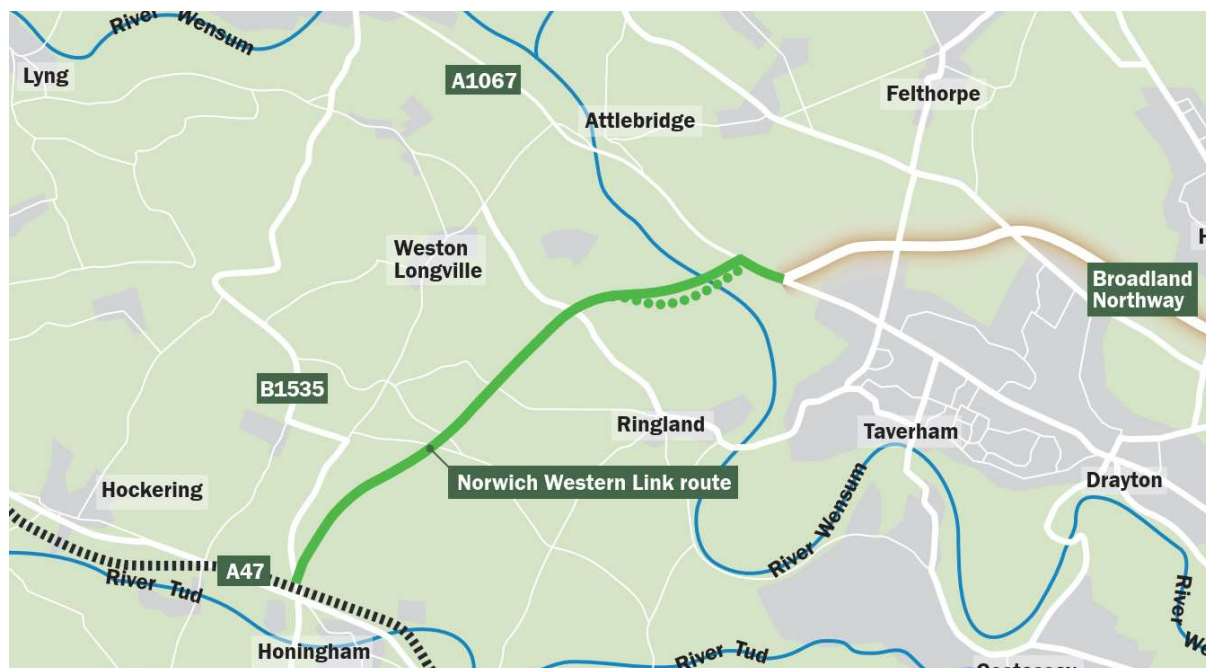 River Wensum
Lyng
A1067
Attlebridge
Felthorpe
Weston
Longville
Broadland
Northway
B1535
Ringland
Taverham
Norwich Western Link route
Hockering
Drayton
River Wensum
A47
River Tud
River
Honingham
River Tud